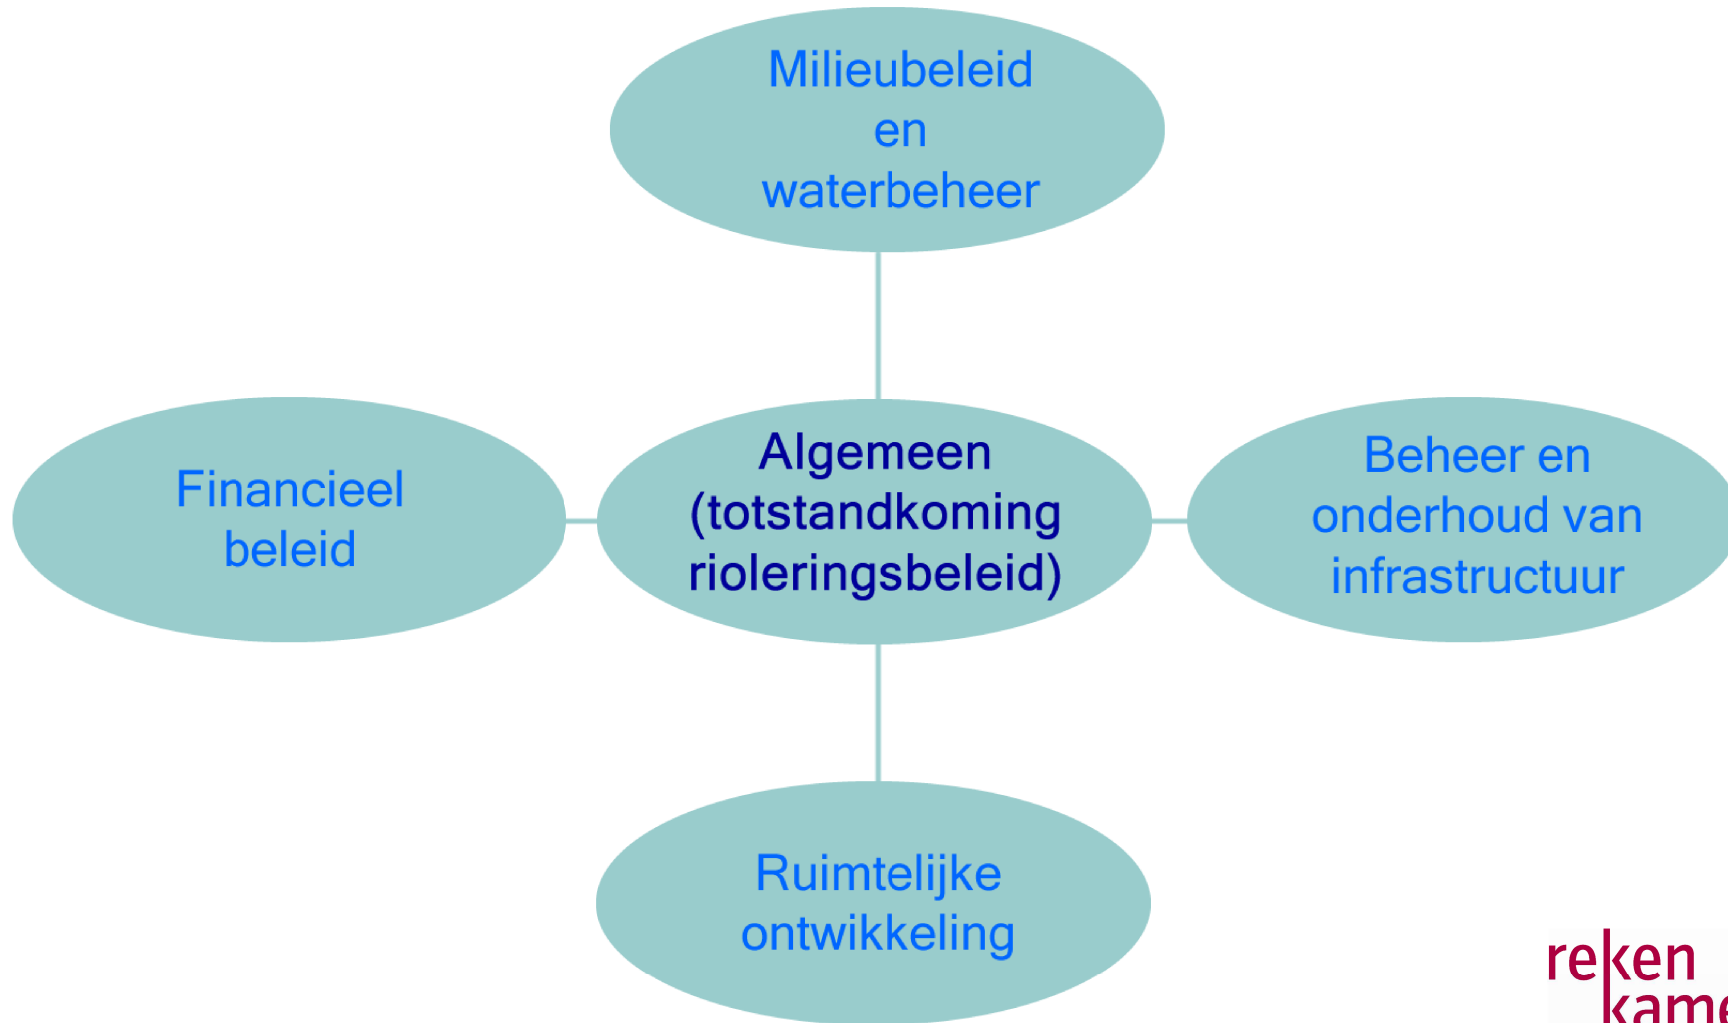 Milieubeleid
en
waterbeheer
Financieel
beleid
Algemeen
(totstandkoming
rioleringsbeleid)
Beheer en
onderhoud van
infrastructuur
Ruimtelijke
ontwikkeling
reken